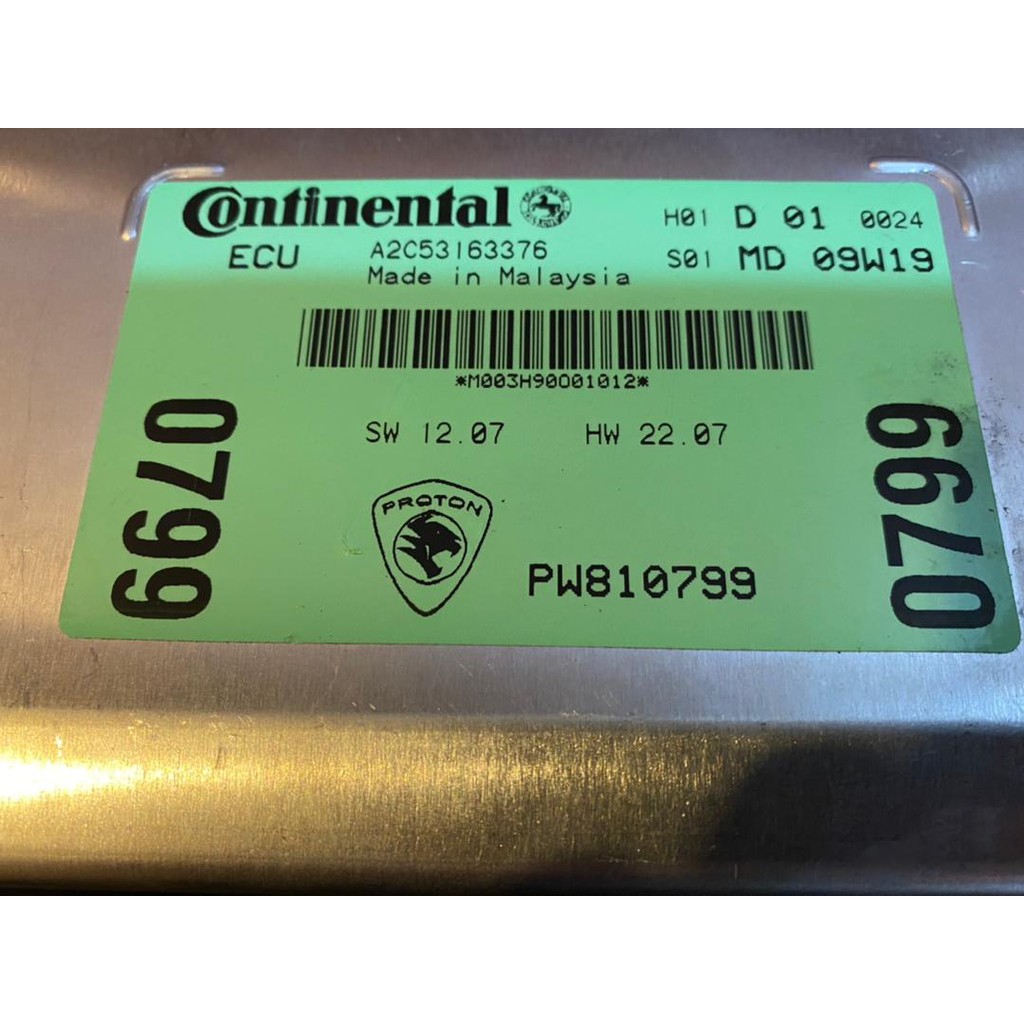 Continental
H01 D 01 0024
ECU A2C53163376
S01 MD 09W19
Made in Malaysia
*M003H90001012*
SW 12.07 HW 22.07
0799
0799
PROTON
PW810799